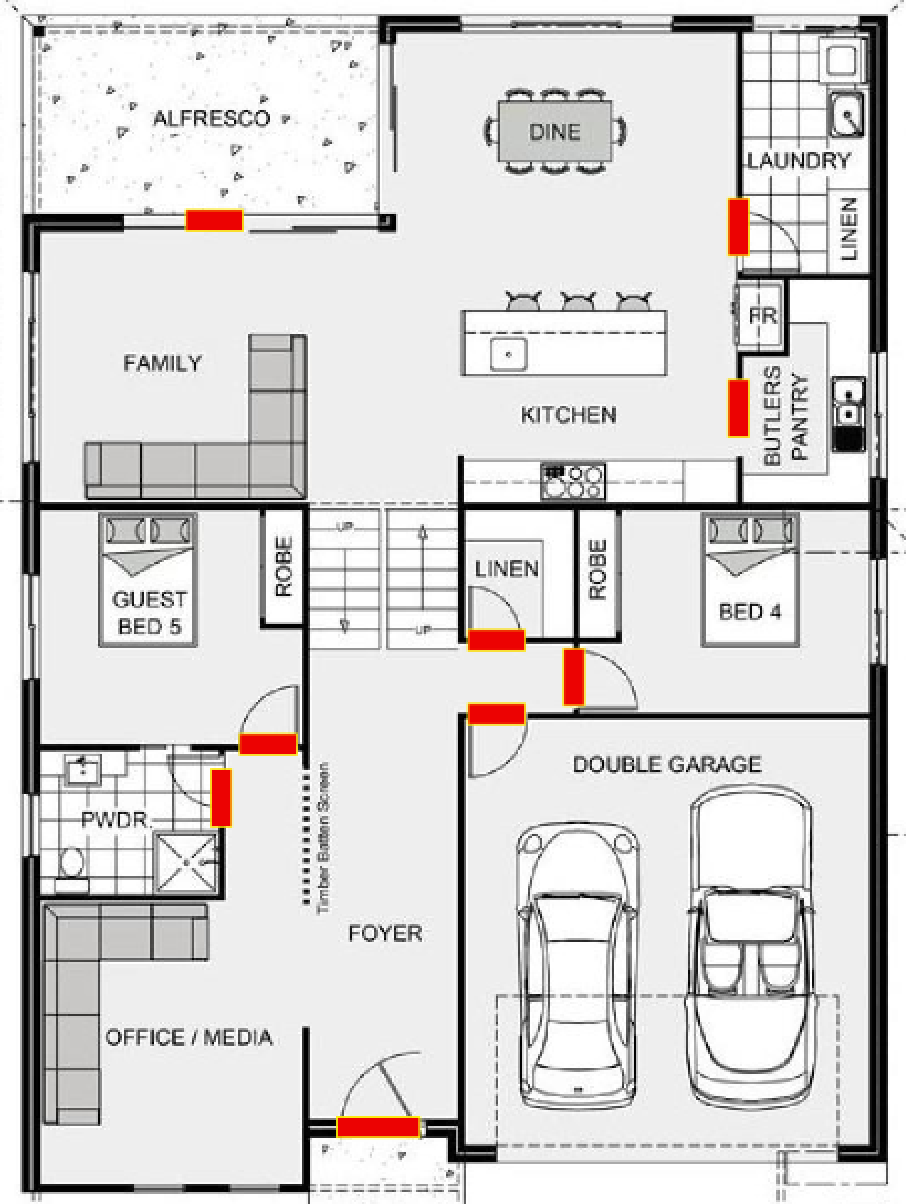 ALFRESCO
DINE
LAUNDRY
LINEN
FR
FAMILY
KITCHEN
BUTLERS
PANTRY
UP
ROBE
GUEST
BED 5
UP
LINEN
ROBE
BED 4
PWDR.
Timber Batten Screen
DOUBLE GARAGE
FOYER
OFFICE / MEDIA